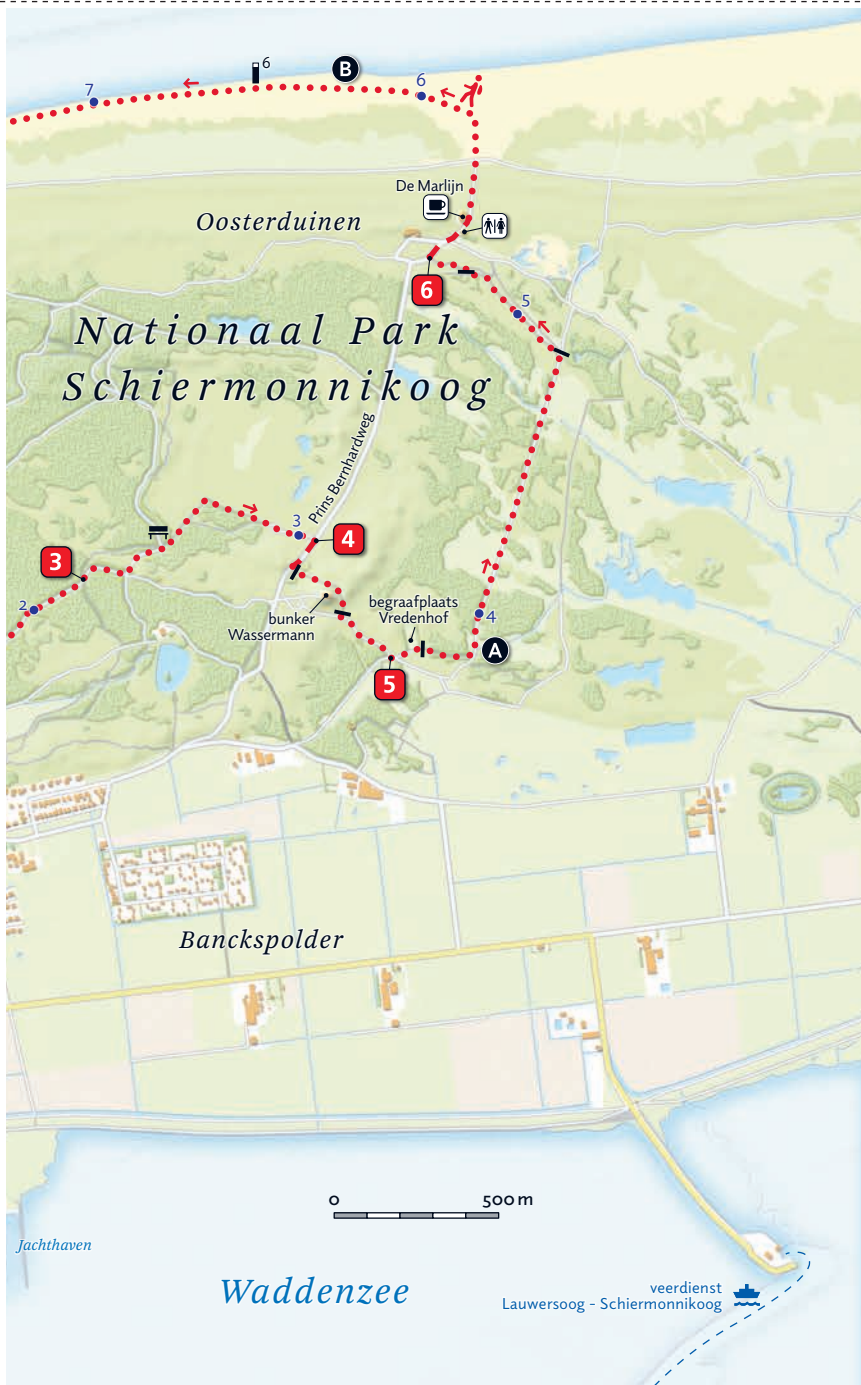 6
B
7
6
De Marlijn
Oosterduinen
6
5
Nationaal Park
Schiermonnikoog
Prins Bernhardweg
3
4
3
2
bunker
Wassermann
begraafplaats
Vredenhof
4
A
5
Banckspolder
0 500 m
Jachthaven
Waddenzee
veerdienst
Lauwersoog - Schiermonnikoog